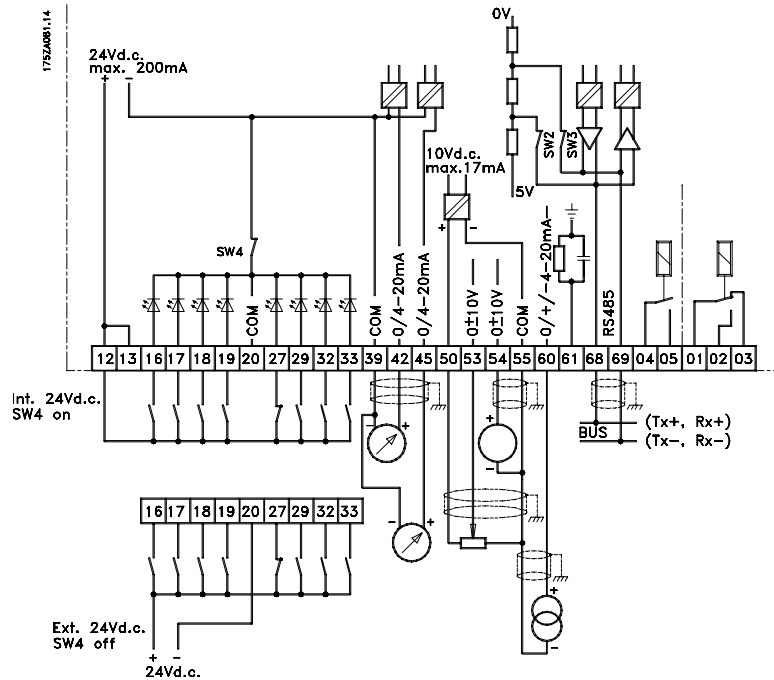 175ZA081.14
24Vd.c.
max. 200mA
+ −
0V
5V
SW2
SW3
10Vd.c.
max.17mA
+ −
SW4
COM
COM
0/4−20mA
0/4−20mA
0±10V
0±10V
COM
0/+/−4−20mA
RS485
12 13 16 17 18 19 20 27 29 32 33 39 42 45 50 53 54 55 60 61 68 69 04 05 01 02 03
Int. 24Vd.c.
SW4 on
− +
+
−
BUS
(Tx+, Rx+)
(Tx−, Rx−)
16 17 18 19 20 27 29 32 33
− +
Ext. 24Vd.c.
SW4 off
+ −
24Vd.c.
+
−